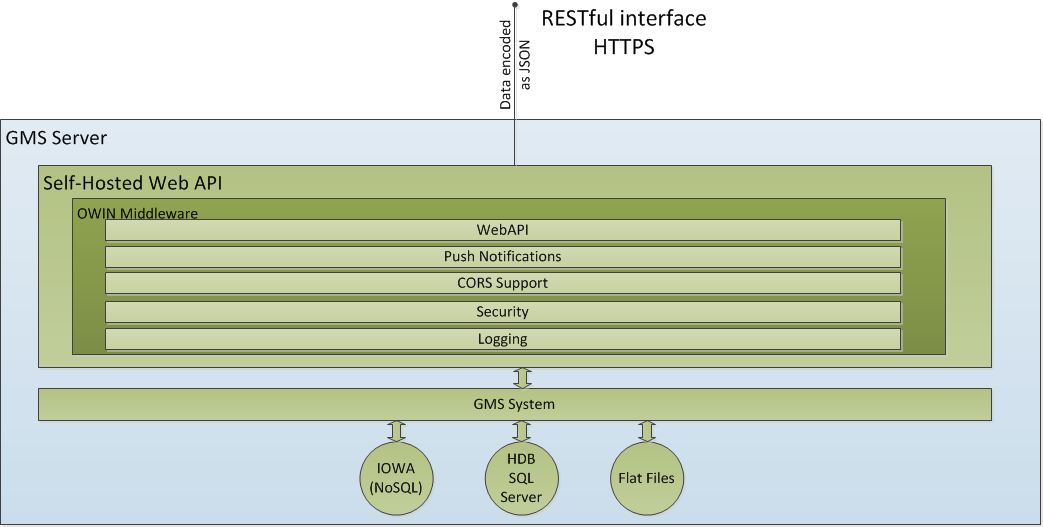 RESTful interface
HTTPS
Data encoded
as JSON
GMS Server
Self-Hosted Web API
OWIN Middleware
WebAPI
Push Notifications
CORS Support
Security
Logging
GMS System
IOWA
(NoSQL)
HDB
SQL
Server
Flat Files